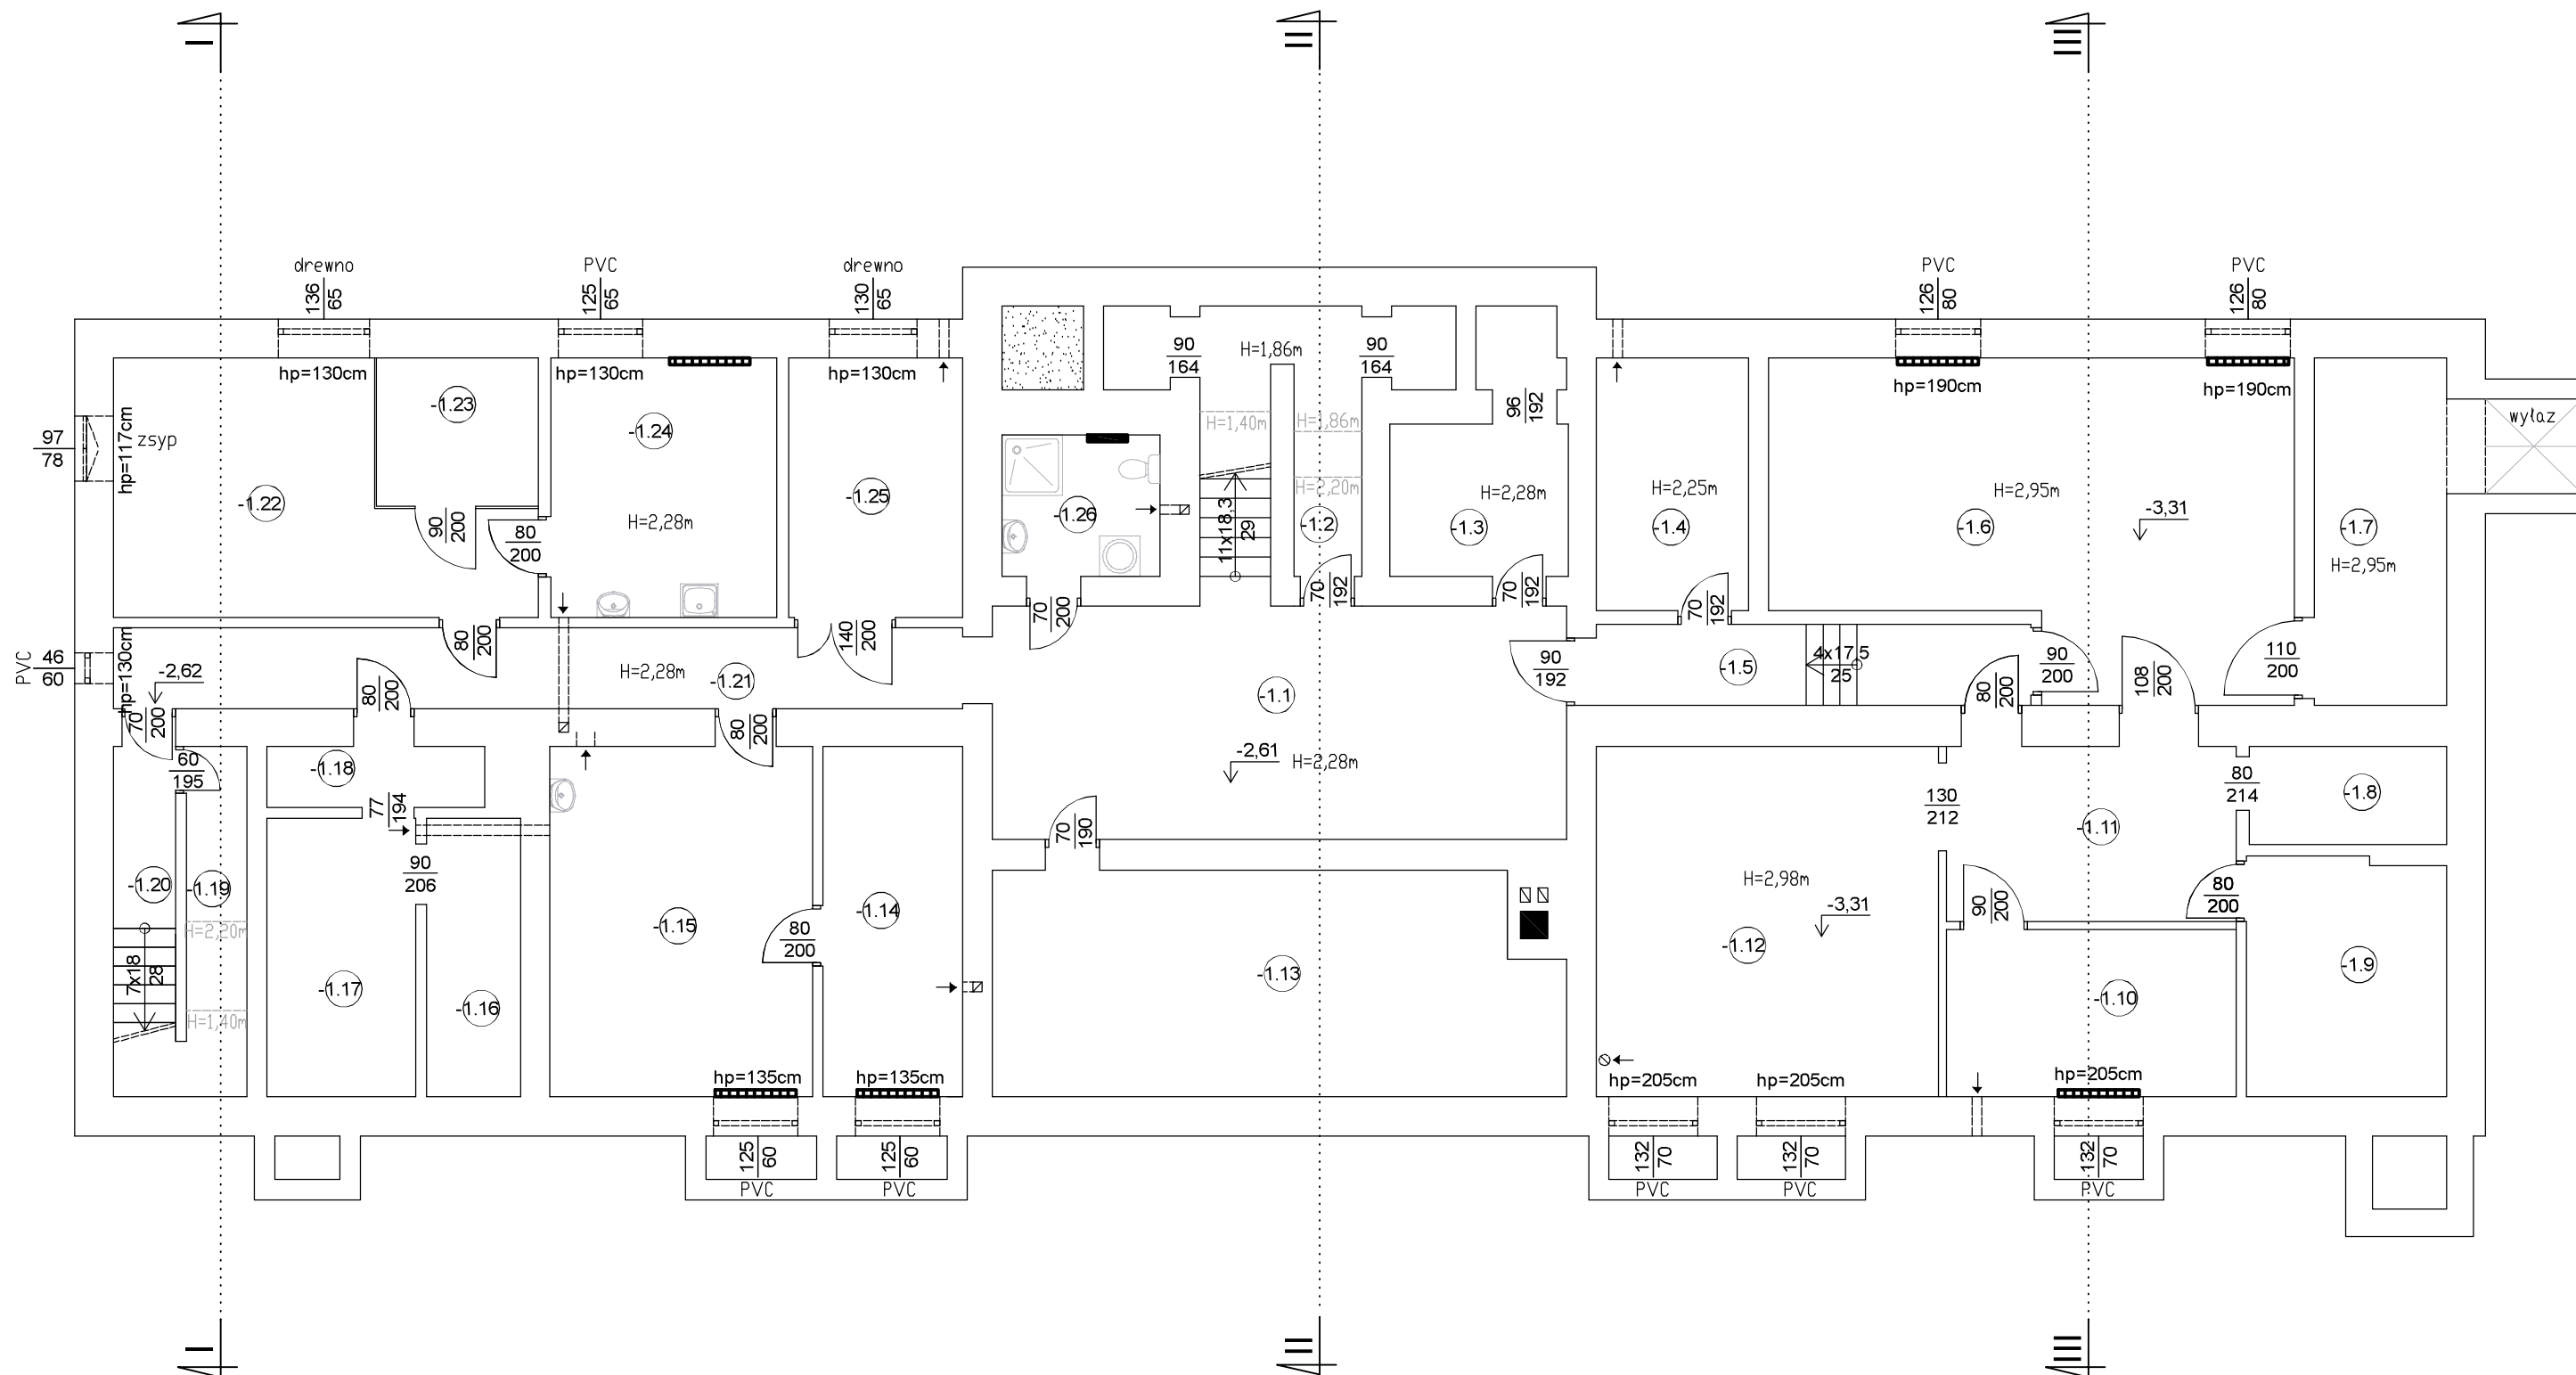 I
II
III
drewno
136
65
PVC
125
65
drewno
130
65
PVC
126
80
PVC
126
80
hp=130cm
hp=130cm
hp=130cm
H=1,86m
90
164
90
164
hp=190cm
hp=190cm
-1.23
-1.24
97
78
hp=117cm
zsyp
H=1,40m
H=1,86m
96
192
wyłaz
-1.22
-1.25
H=2,28m
90
200
80
200
-1.26
11x18,3
29
H=2,20m
-1.2
H=2,28m
-1.3
H=2,25m
-1.4
H=2,95m
-1.6
-3,31
-1.7
H=2,95m
70
200
70
192
70
192
70
192
PVC
46
60
hp=130cm
-2,62
80
200
80
200
H=2,28m
-1.21
140
200
-1.1
90
192
-1.5
4x17,5
25
90
200
80
200
108
200
110
200
70
200
80
200
60
195
-1.18
77
194
-2,61
H=2,28m
130
212
80
214
-1.8
-1.11
70
190
90
206
-1.20
-1.19
H=2,20m
-1.15
-1.14
80
200
H=2,98m
-3,31
90
200
80
200
-1.12
-1.9
7x18
28
-1.17
-1.16
-1.13
-1.10
H=1,40m
hp=135cm
hp=135cm
hp=205cm
hp=205cm
hp=205cm
125
60
PVC
125
60
PVC
132
70
PVC
132
70
PVC
132
70
PVC
I
II
III